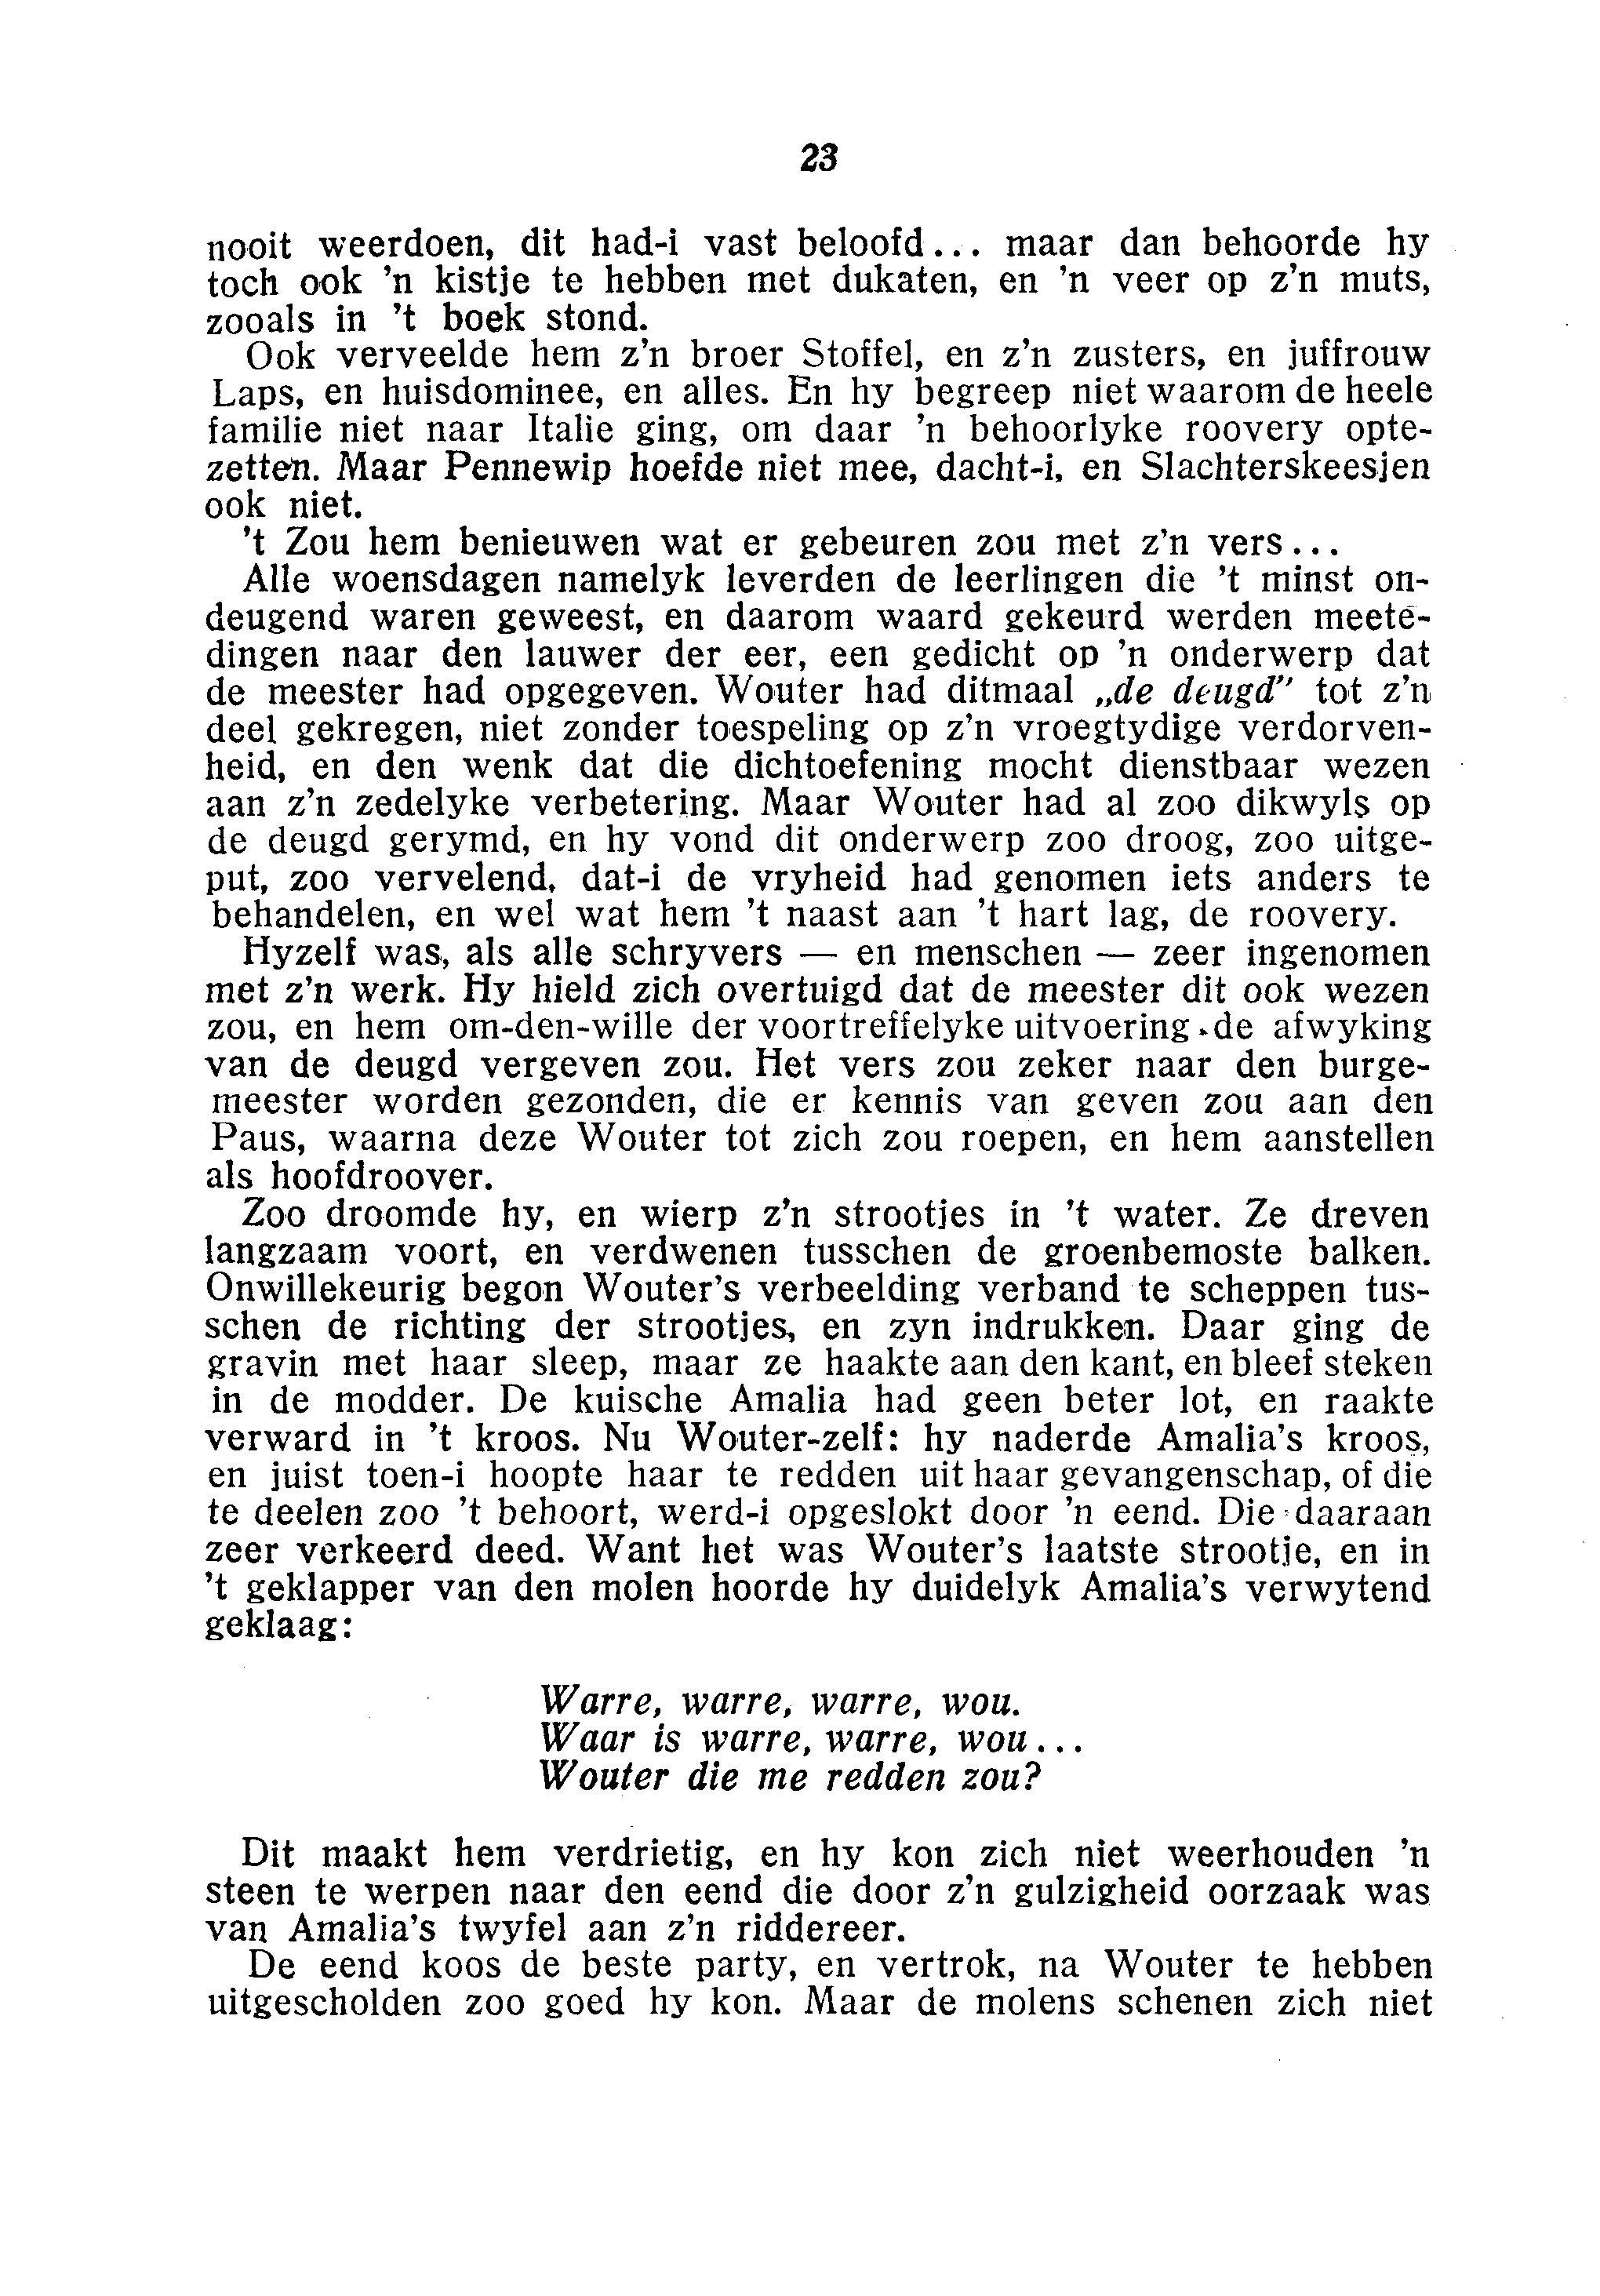 23
nooit weerdoen, dit had-i vast beloofd... maar dan behoorde hy
toch ook 'n kistje te hebben met dukaten, en 'n veer op z'n muts,
zooals in 't boek stond.
Ook verveelde hem z'n broer Stoffel, en z'n zusters, en juffrouw
Laps, en huisdominee, en alles. En hy begreep niet waarom de heele
familie niet naar Italie ging, om daar 'n behoorlyke roovery opte-
zetten. Maar Pennewip hoefde niet mee, dacht-i, en Slachterskeesjen
ook niet.
't Zou hem benieuwen wat er gebeuren zou met z'n vers...
Alle woensdagen namelyk leverden de leerlingen die 't minst on-
deugend waren geweest, en daarom waard gekeurd werden meete-
dingen naar den lauwer der eer, een gedicht op 'n onderwerp dat
de meester had opgegeven. Wouter had ditmaal „de deugd” tot z'n
deel gekregen, niet zonder toespeling op z'n vroegtydige verdorven-
heid, en den wenk dat die dichtoefening mocht dienstbaar wezen
aan z'n zedelyke verbetering. Maar Wouter had al zoo dikwyls op
de deugd gerymd, en hy vond dit onderwerp zoo droog, zoo uitge-
put, zoo vervelend, dat-i de vryheid had genomen iets anders te
behandelen, en wel wat hem 't naast aan 't hart lag, de roovery.
Hyzelf was, als alle schryvers — en menschen — zeer ingenomen
met z'n werk. Hy hield zich overtuigd dat de meester dit ook wezen
zou, en hem om-den-wille der voortreffelyke uitvoering de afwyking
van de deugd vergeven zou. Het vers zou zeker naar den burge-
meester worden gezonden, die er kennis van geven zou aan den
Paus, waarna deze Wouter tot zich zou roepen, en hem aanstellen
als hoofdroover.
Zoo droomde hy, en wierp z'n strootjes in 't water. Ze dreven
langzaam voort, en verdwenen tusschen de groenbemoste balken.
Onwillekeurig begon Wouter's verbeelding verband te scheppen tus-
schen de richting der strootjes, en zyn indrukken. Daar ging de
gravin met haar sleep, maar ze haakte aan den kant, en bleef steken
in de modder. De kuische Amalia had geen beter lot, en raakte
verward in 't kroos. Nu Wouter-zelf: hy naderde Amalia's kroos,
en juist toen-i hoopte haar te redden uit haar gevangenschap, of die
te deelen zoo 't behoort, werd-i opgeslokt door 'n eend. Die daaraan
zeer verkeerd deed. Want het was Wouter's laatste strootje, en in
't geklapper van den molen hoorde hy duidelyk Amalia's verwytend
geklaag:
Warre, warre, warre, wou.
Waar is warre, warre, wou...
Wouter die me redden zou?
Dit maakt hem verdrietig, en hy kon zich niet weerhouden 'n
steen te werpen naar den eend die door z'n gulzigheid oorzaak was
van Amalia's twyfel aan z'n riddereer.
De eend koos de beste party, en vertrok, na Wouter te hebben
uitgescholden zoo goed hy kon. Maar de molens schenen zich niet